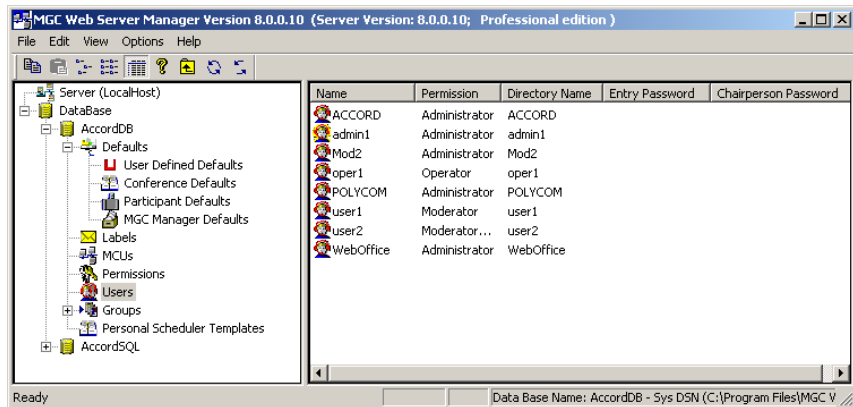 MGC Web Server Manager Version 8.0.0.10 (Server Version: 8.0.0.10; Professional edition )
File Edit View Options Help
Server (LocalHost)
DataBase
AccordDB
Defaults
User Defined Defaults
Conference Defaults
Participant Defaults
MGC Manager Defaults
Labels
MCUs
Permissions
Users
Groups
Personal Scheduler Templates
AccordSQL
Name Permission Directory Name Entry Password Chairperson Password
ACCORD Administrator ACCORD
admin1 Administrator admin1
Mod2 Administrator Mod2
oper1 Operator oper1
POLYCOM Administrator POLYCOM
user1 Moderator user1
user2 Moderator... user2
WebOffice Administrator WebOffice
Ready Data Base Name: AccordDB - Sys DSN (C:\Program Files\MGC V